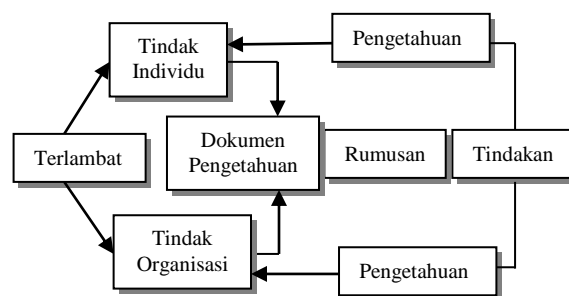 Tindak
Individu
Pengetahuan
Terlambat
Dokumen
Pengetahuan
Rumusan
Tindakan
Tindak
Organisasi
Pengetahuan